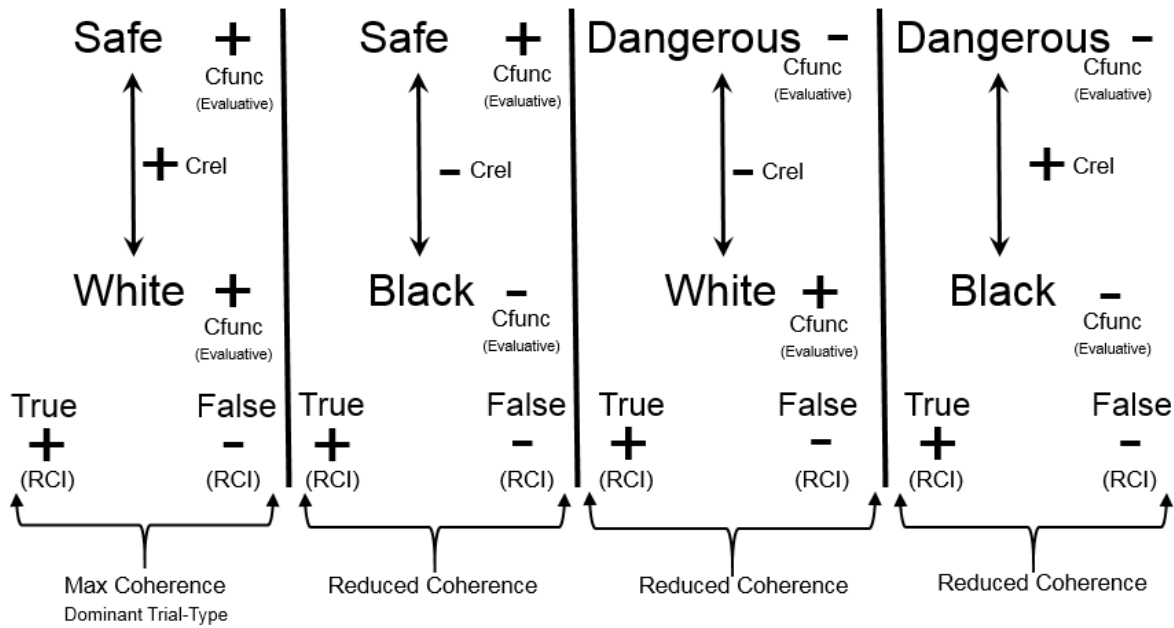 Safe +
Cfunc
(Evaluative)
+ Crel
White +
Cfunc
(Evaluative)
True False
+ -
(RCI) (RCI)
Max Coherence
Dominant Trial-Type
Safe +
Cfunc
(Evaluative)
- Crel
Black -
Cfunc
(Evaluative)
True False
+ -
(RCI) (RCI)
Reduced Coherence
Dangerous -
Cfunc
(Evaluative)
- Crel
White +
Cfunc
(Evaluative)
True False
+ -
(RCI) (RCI)
Reduced Coherence
Dangerous -
Cfunc
(Evaluative)
+ Crel
Black -
Cfunc
(Evaluative)
True False
+ -
(RCI) (RCI)
Reduced Coherence